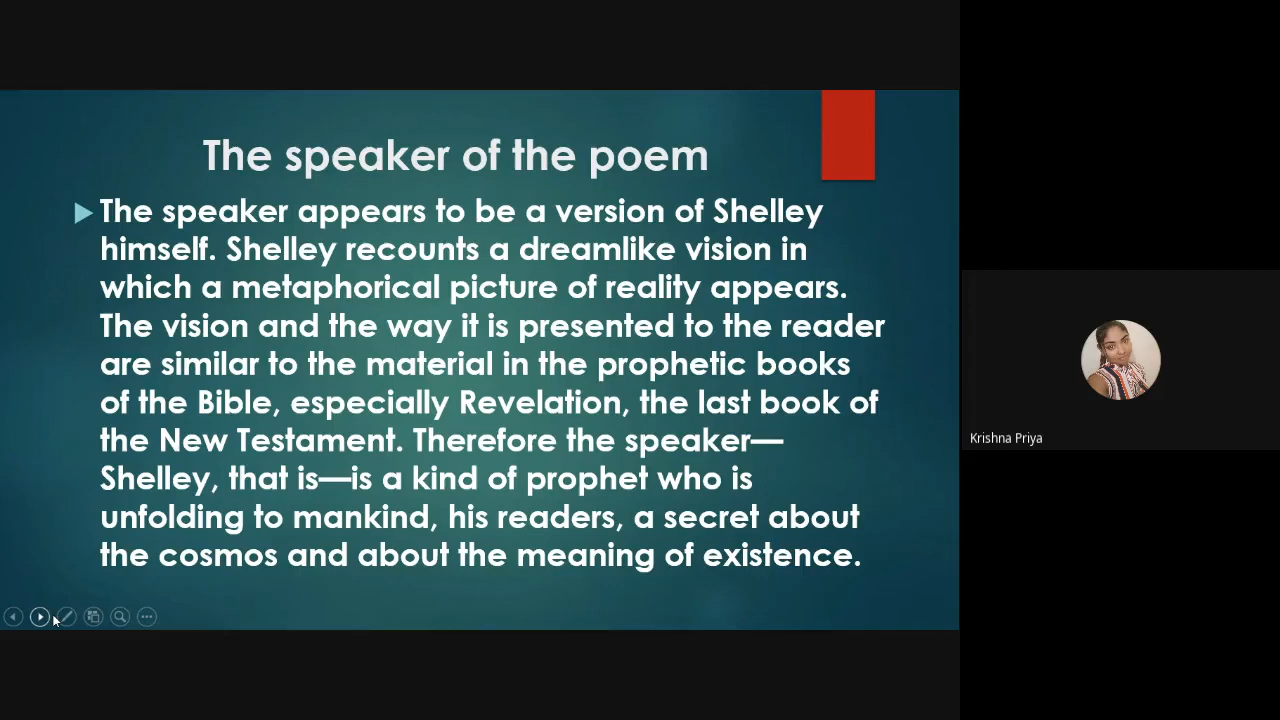 The speaker of the poem
The speaker appears to be a version of Shelley
himself. Shelley recounts a dreamlike vision in
which a metaphorical picture of reality appears.
The vision and the way it is presented to the reader
are similar to the material in the prophetic books
of the Bible, especially Revelation, the last book of
the New Testament. Therefore the speaker—
Shelley, that is—is a kind of prophet who is
unfolding to mankind, his readers, a secret about
the cosmos and about the meaning of existence.
Krishna Priya